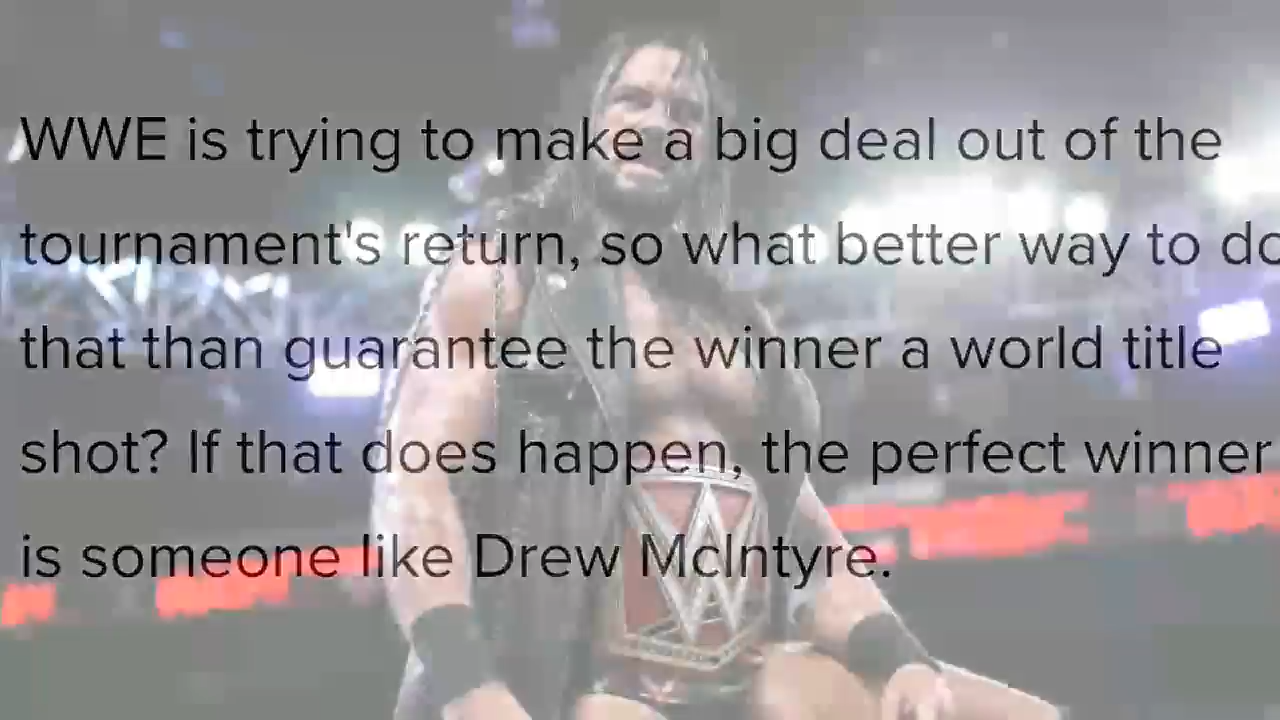 WWE is trying to make a big deal out of the
tournament's return, so what better way to do
that than guarantee the winner a world title
shot? If that does happen, the perfect winner
is someone like Drew McIntyre.